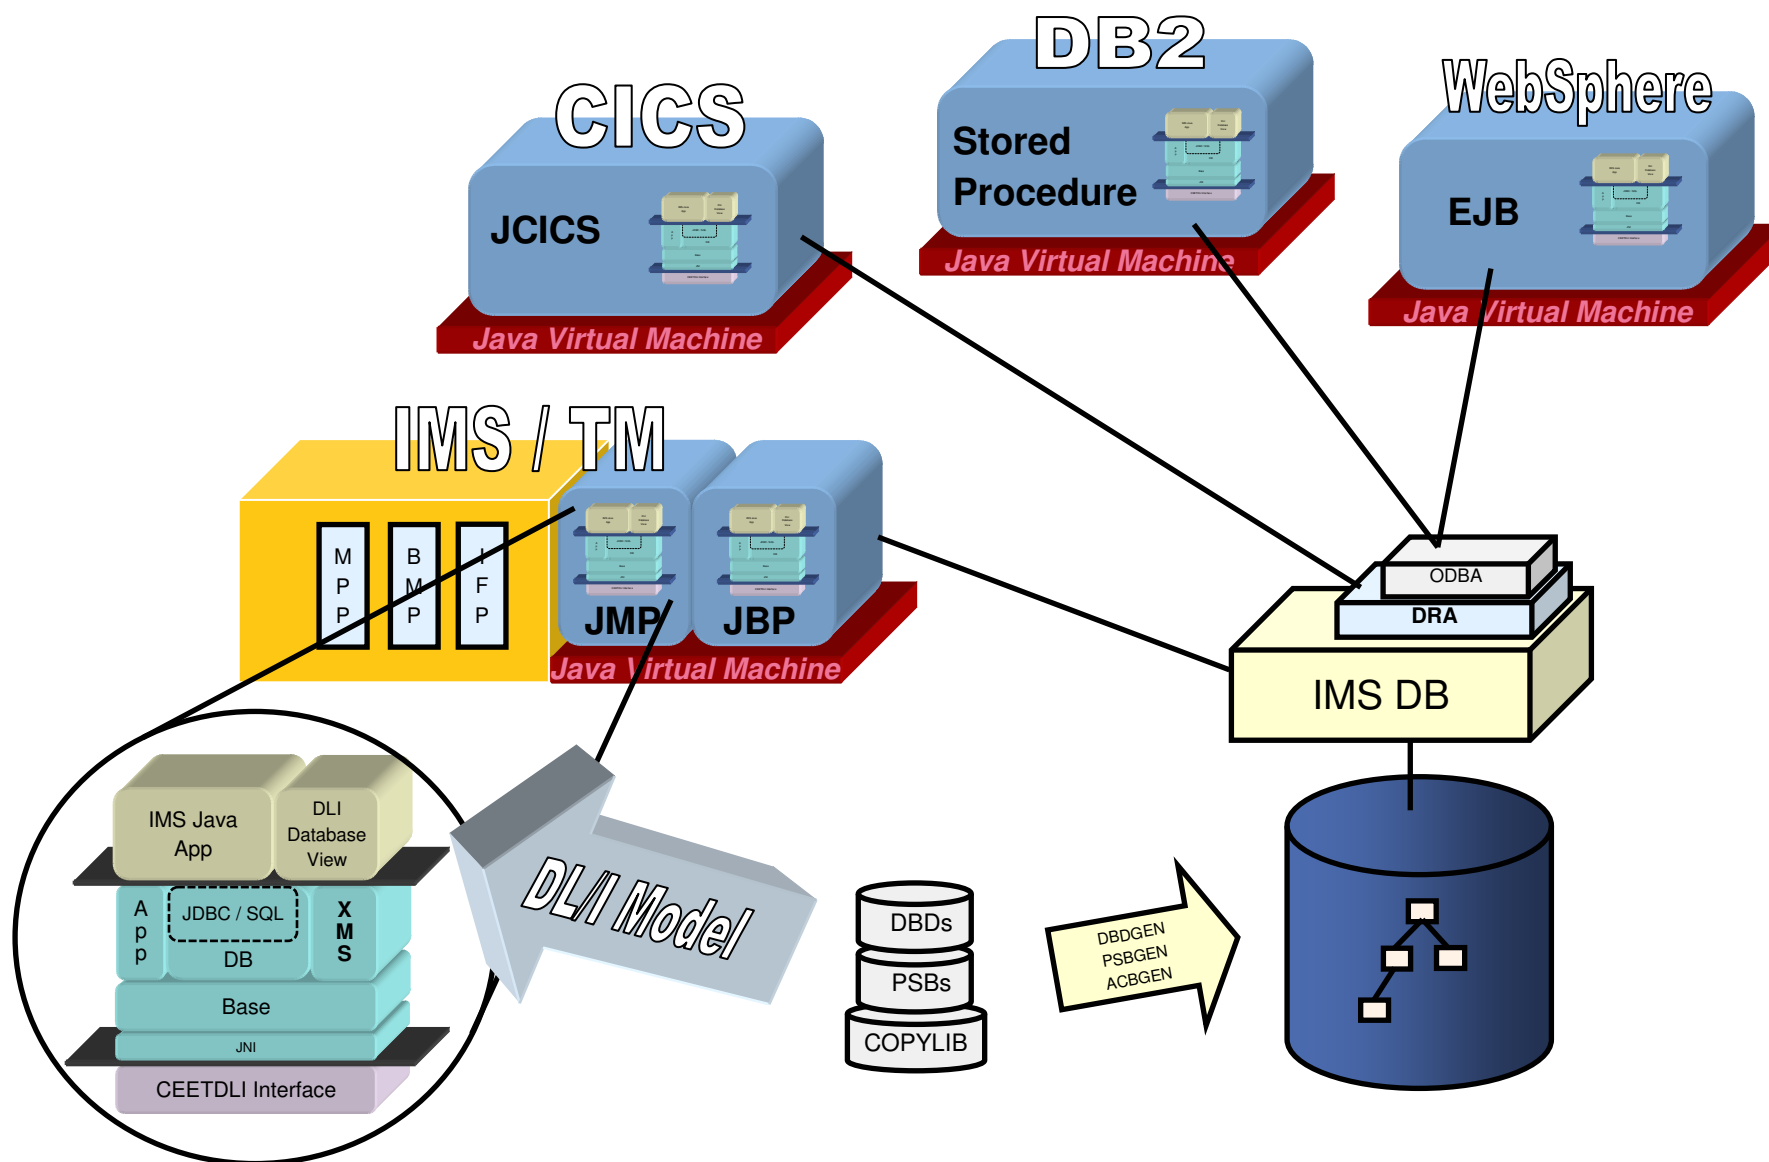 DB2
WebSphere
CICS
Stored
Procedure
EJB
JCICS
Java Virtual Machine
Java Virtual Machine
Java Virtual Machine
IMS / TM
M
P
P
B
M
P
I
F
P
JMP
JBP
Java Virtual Machine
ODBA
DRA
IMS DB
IMS Java
App
DLI
Database
View
A
p
p
JDBC / SQL
DB
X
M
S
Base
JNI
CEETDLI Interface
DL/I Model
DBDs
PSBs
COPYLIB
DBDGEN
PSBGEN
ACBGEN